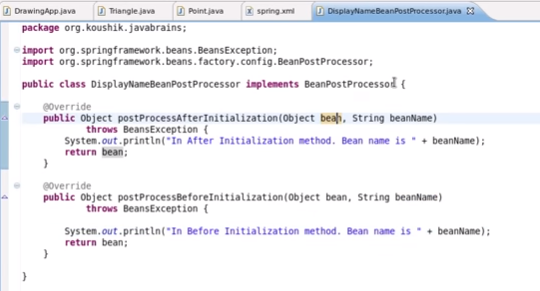 DrawingApp.java Triangle.java Point.java spring.xml DisplayNameBeanPostProcessor.java
package org.koushik.javabrains;
import org.springframework.beans.BeansException;
import org.springframework.beans.factory.config.BeanPostProcessor;
public class DisplayNameBeanPostProcessor implements BeanPostProcessor {
@Override
public Object postProcessAfterInitialization(Object bean, String beanName)
throws BeansException {
System.out.println("In After Initialization method. Bean name is " + beanName);
return bean;
}
@Override
public Object postProcessBeforeInitialization(Object bean, String beanName)
throws BeansException {
System.out.println("In Before Initialization method. Bean name is " + beanName);
return bean;
}
}